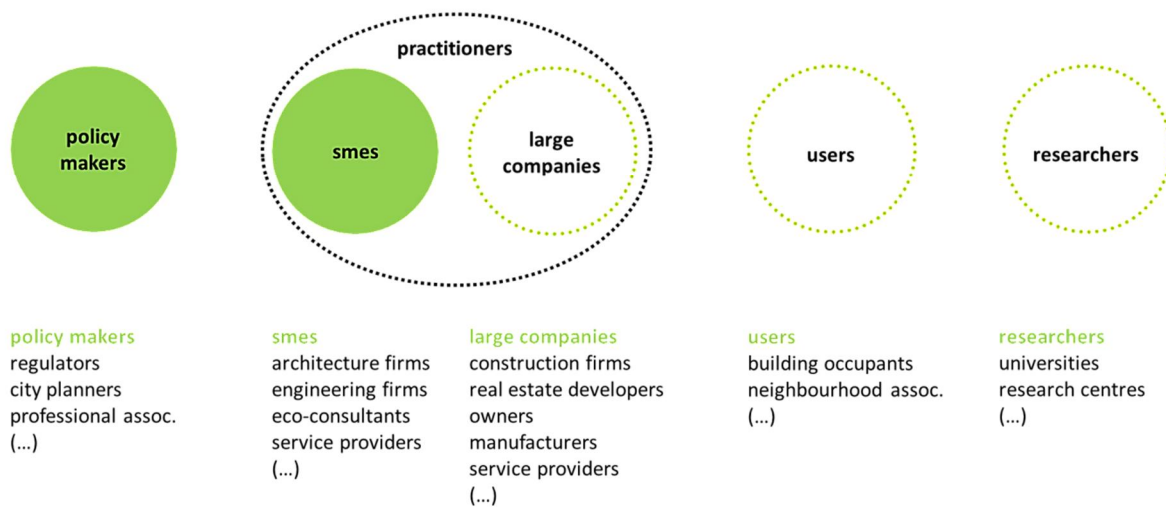 practitioners
policy
makers
smes
large
companies
users
researchers
policy makers
regulators
city planners
professional assoc.
(...)
smes
architecture firms
engineering firms
eco-consultants
service providers
(...)
large companies
construction firms
real estate developers
owners
manufacturers
service providers
(...)
users
building occupants
neighbourhood assoc.
(...)
researchers
universities
research centres
(...)